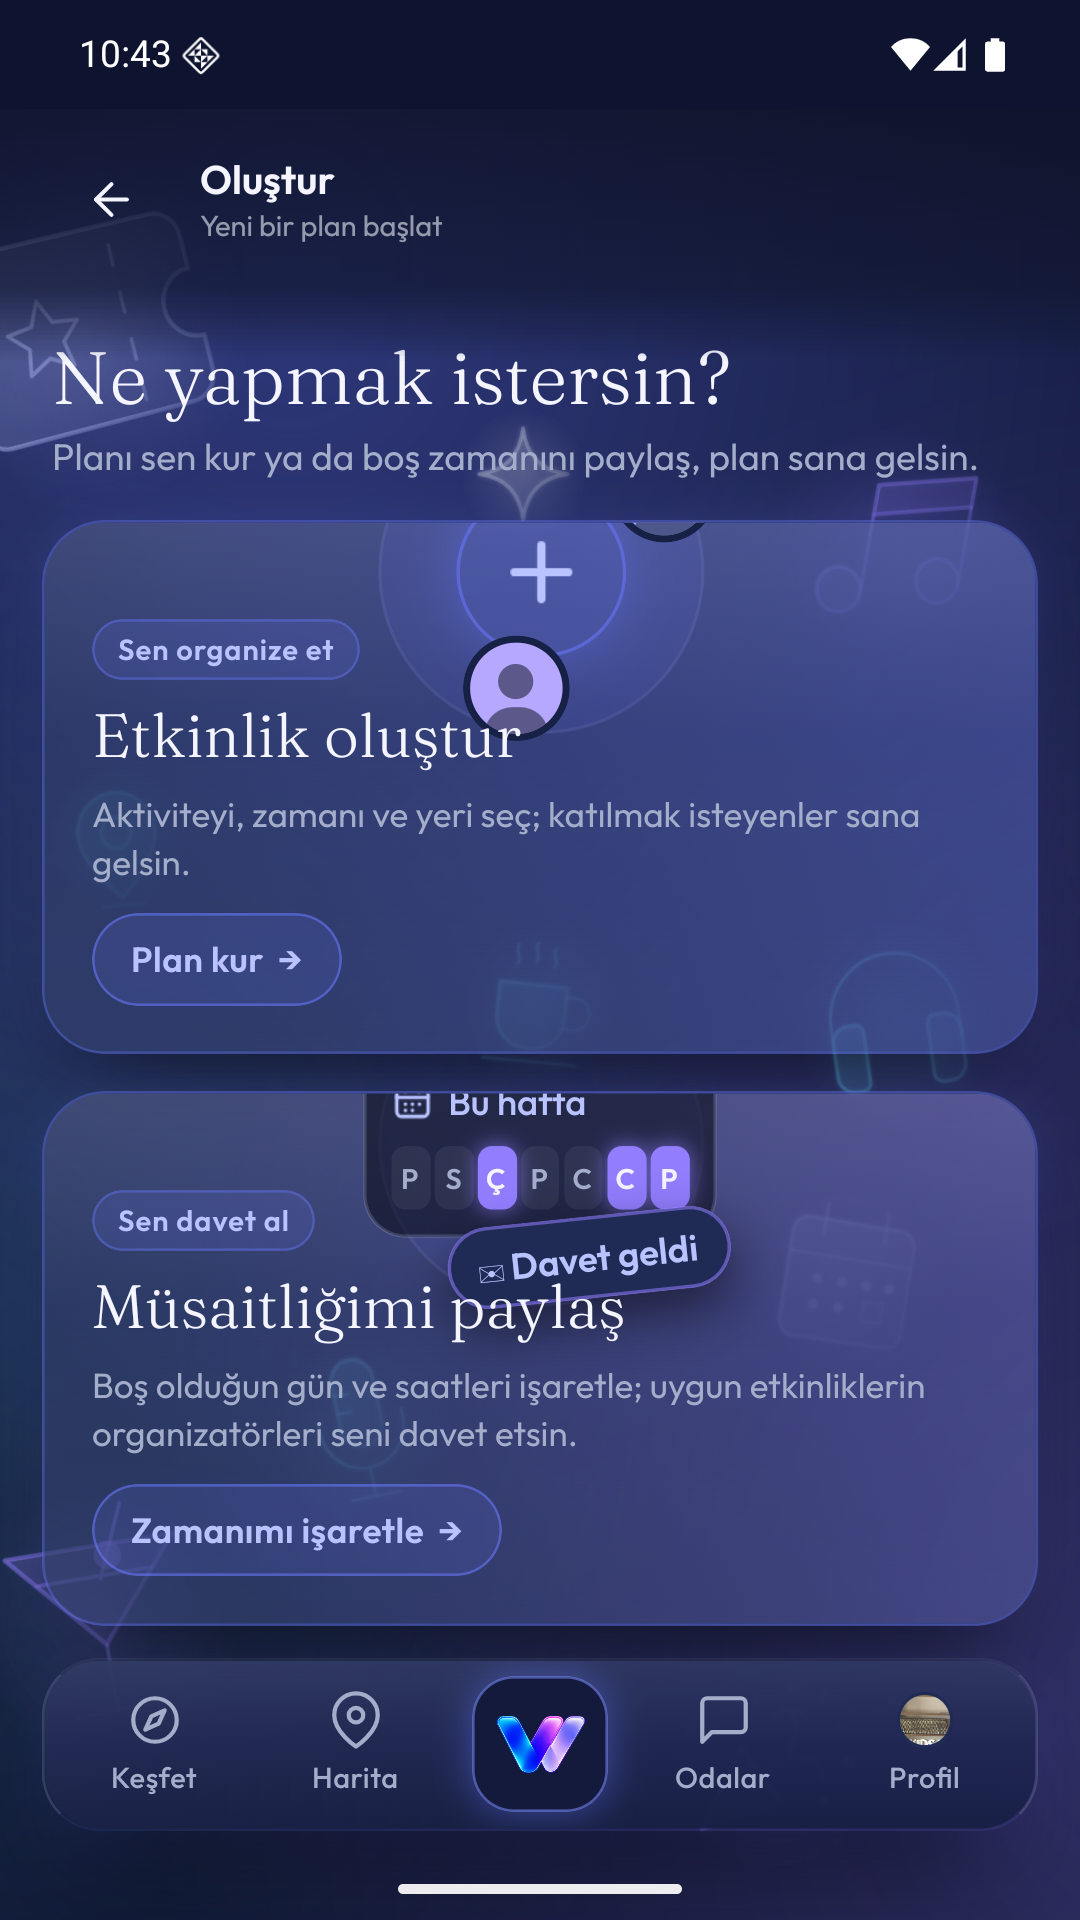 10:43
Oluştur
Yeni bir plan başlat
Ne yapmak istersin?
Planı sen kur ya da boş zamanını paylaş, plan sana gelsin.
Sen organize et
Etkinlik oluştur
Aktiviteyi, zamanı ve yeri seç; katılmak isteyenler sana
gelsin.
Plan kur →
Bu hafta
P S Ç P C C P
Sen davet al
Davet geldi
Müsaitliğimi paylaş
Boş olduğun gün ve saatleri işaretle; uygun etkinliklerin
organizatörleri seni davet etsin.
Zamanımı işaretle →
Keşfet
Harita
Odalar
Profil